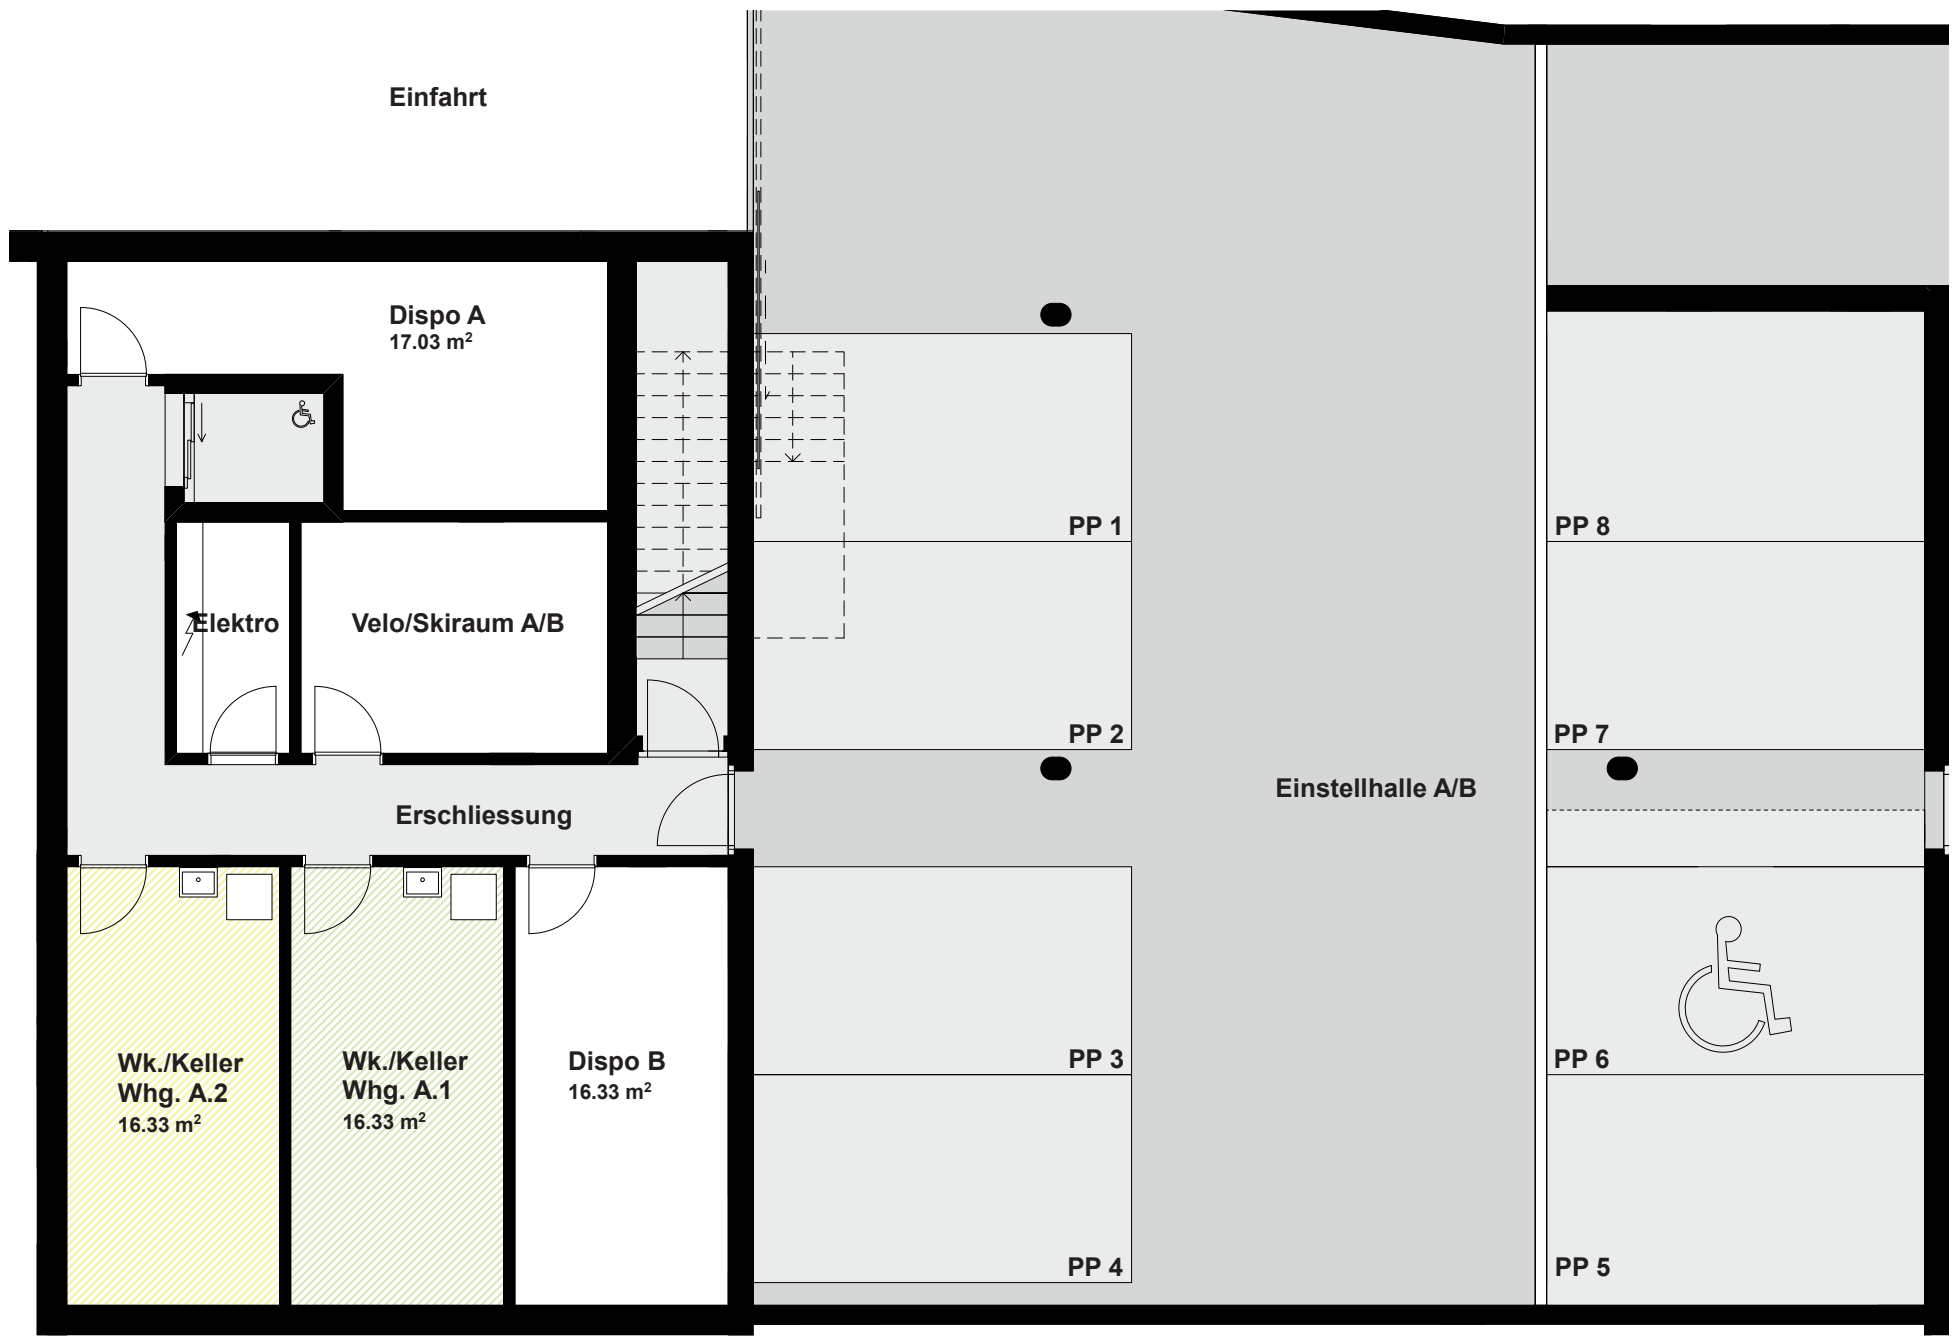 Einfahrt
Dispo A
17.03 m²
PP 1
PP 8
Elektro
Velo/Skiraum A/B
PP 2
PP 7
Einstellhalle A/B
Erschliessung
Wk./Keller
Whg. A.2
16.33 m²
Wk./Keller
Whg. A.1
16.33 m²
Dispo B
16.33 m²
PP 3
PP 6
PP 4
PP 5